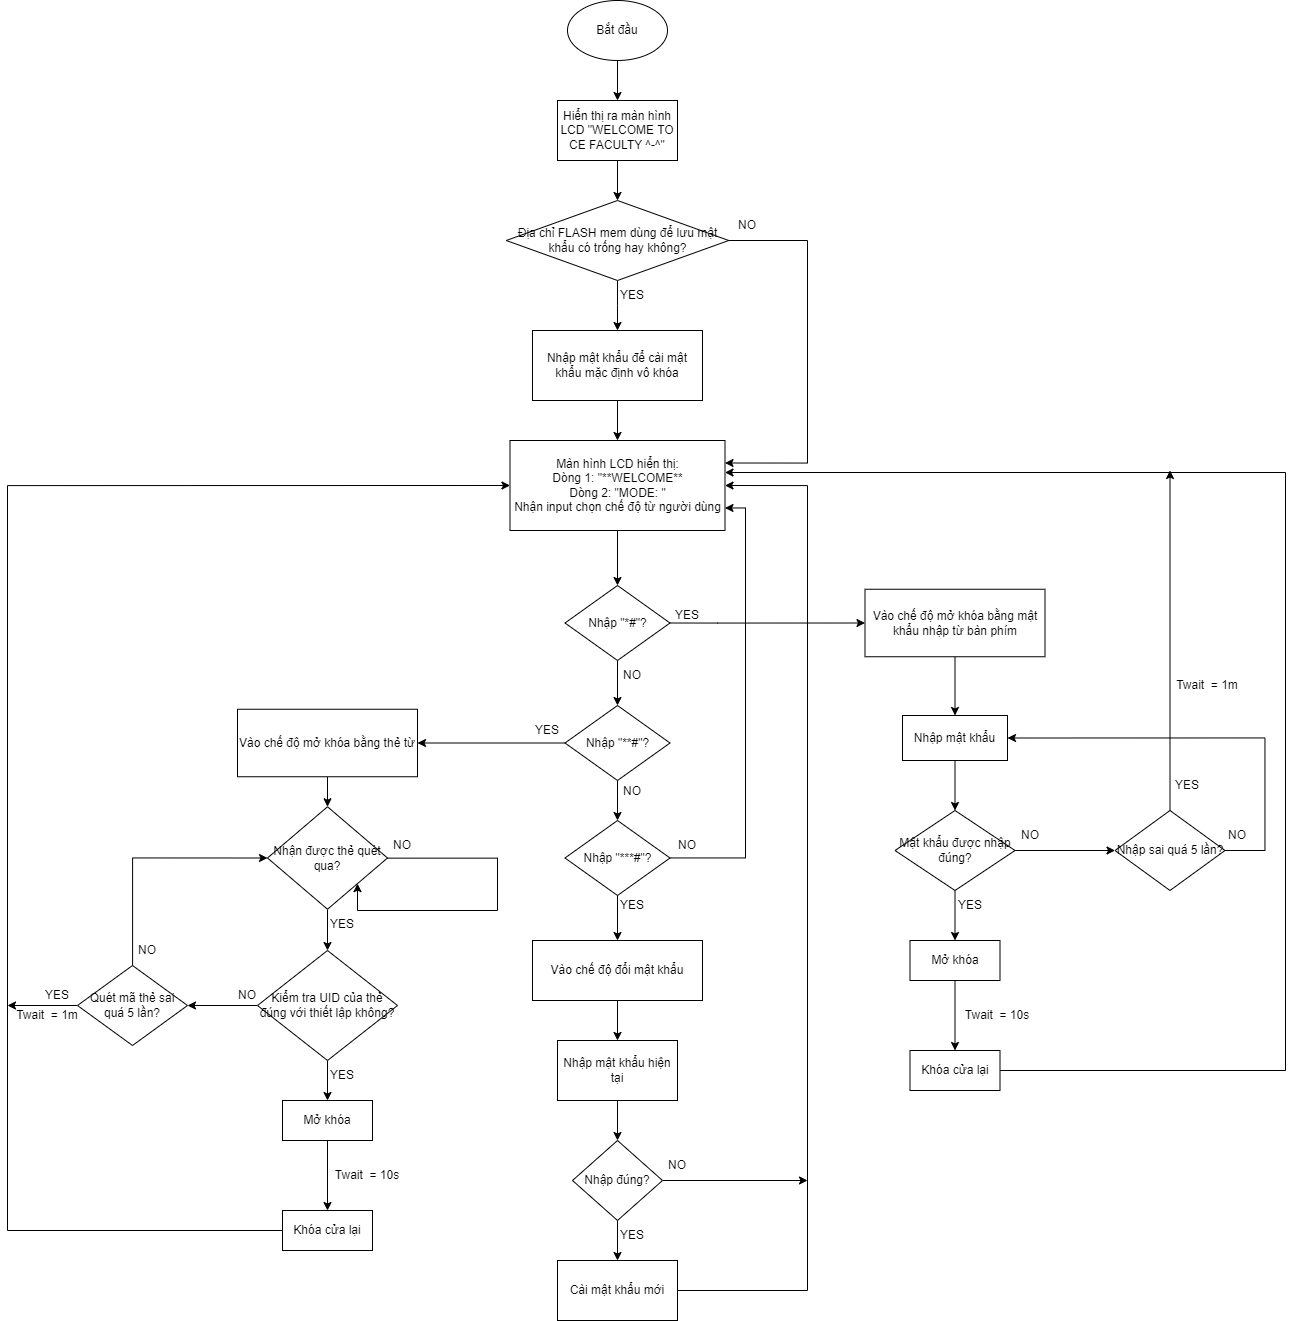 Bắt đầu
Hiển thị ra màn hình
LCD "WELCOME TO
CE FACULTY ^-^"
Địa chỉ FLASH mem dùng để lưu mật
khẩu có trống hay không?
NO
YES
Nhập mật khẩu để cài mật
khẩu mặc định vô khóa
Màn hình LCD hiển thị:
Dòng 1: "**WELCOME**
Dòng 2: "MODE: "
Nhận input chọn chế độ từ người dùng
Nhập "*#"?
YES
NO
Vào chế độ mở khóa bằng mật
khẩu nhập từ bàn phím
Nhập mật khẩu
Mật khẩu được nhập
đúng?
NO
Nhập sai quá 5 lần?
NO
YES
Twait = 1m
YES
Mở khóa
Twait = 10s
Khóa cửa lại
Nhập "**#"?
YES
NO
Vào chế độ mở khóa bằng thẻ từ
Nhận được thẻ quét
qua?
NO
YES
Kiểm tra UID của thẻ
đúng với thiết lập không?
NO
Quét mã thẻ sai
quá 5 lần?
NO
YES
Twait = 1m
YES
Mở khóa
Twait = 10s
Khóa cửa lại
Nhập "***#"?
NO
YES
Vào chế độ đổi mật khẩu
Nhập mật khẩu hiện
tại
Nhập đúng?
NO
YES
Cài mật khẩu mới